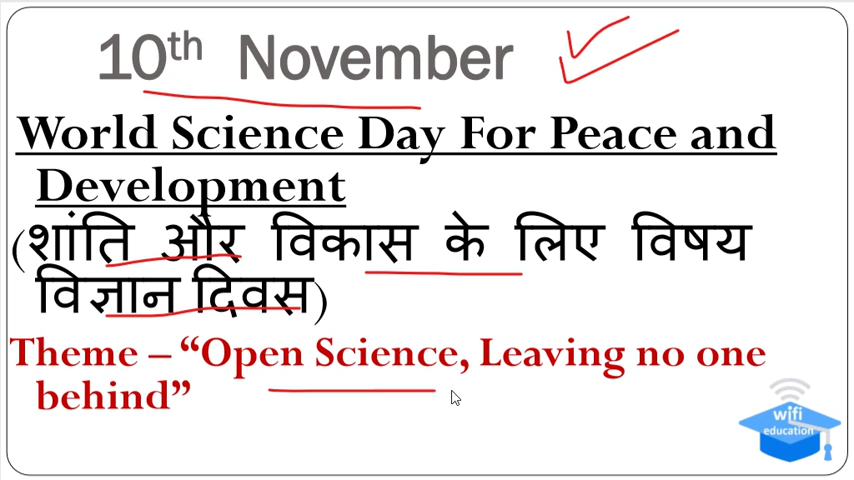 10th November
World Science Day For Peace and
Development
(शांति और विकास के लिए विषय
विज्ञान दिवस)
Theme – “Open Science, Leaving no one
behind”
wifi
education